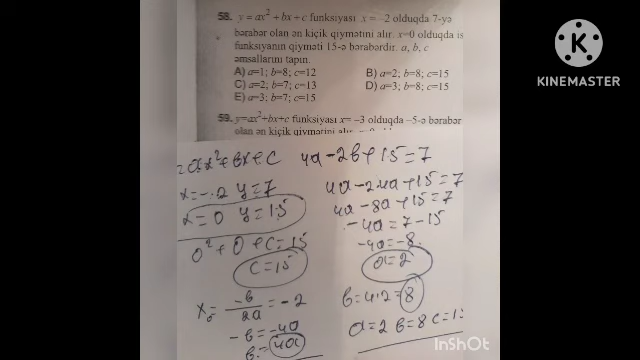 58. y = ax² + bx + c funksiyası x = –2 olduqda 7-yə
bərabər olan ən kiçik qiymətini alır. x=0 olduqda is
funksiyanın qiyməti 15-ə bərabərdir. a, b, c
əmsallarını tapın.
A) a=1; b=8; c=12
B) a=2; b=8; c=15
C) a=2; b=7; c=13
D) a=3; b=8; c=15
E) a=3; b=7; c=15
59. y=ax²+bx+c funksiyası x= –3 olduqda –5-ə bərabər
olan ən kiçik qiymətini alır
=ax²+bx+c
x=-2 y=7
x=0 y=15
0²+0+c=15
c=15
x₀=-b/2a=-2
-b=-4a
b=4a
4a-2b+15=7
4a-2·4a+15=7
4a-8a+15=7
-4a=7-15
-4a=-8
a=2
b=4·2=8
a=2 b=8
KINEMASTER
InShOt